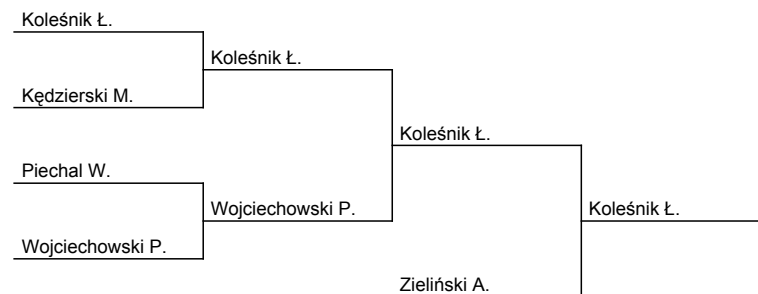 Koleśnik Ł.
Koleśnik Ł.
Kędzierski M.
Koleśnik Ł.
Piechal W.
Wojciechowski P.
Koleśnik Ł.
Wojciechowski P.
Zieliński A.